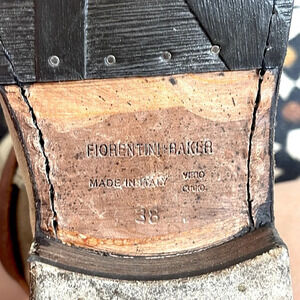 FIORENTINI+BAKER
MADE IN ITALY
VERO
CUOIO
38